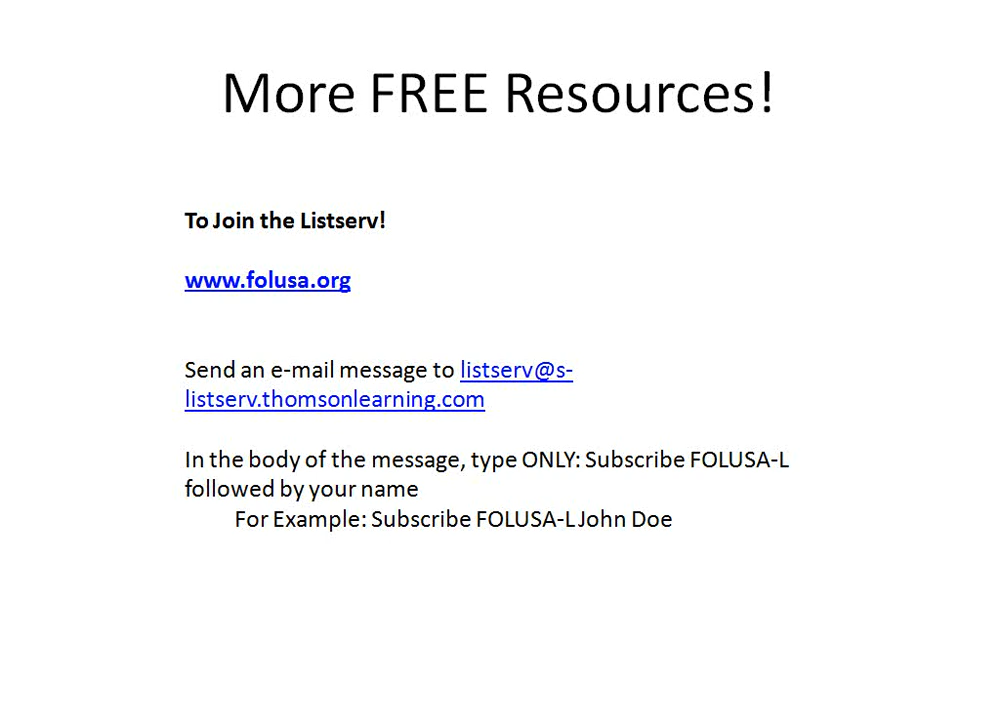 More FREE Resources!
To Join the Listserv!
www.folusa.org
Send an e-mail message to listserv@s-
listserv.thomsonlearning.com
In the body of the message, type ONLY: Subscribe FOLUSA-L
followed by your name
For Example: Subscribe FOLUSA-L John Doe